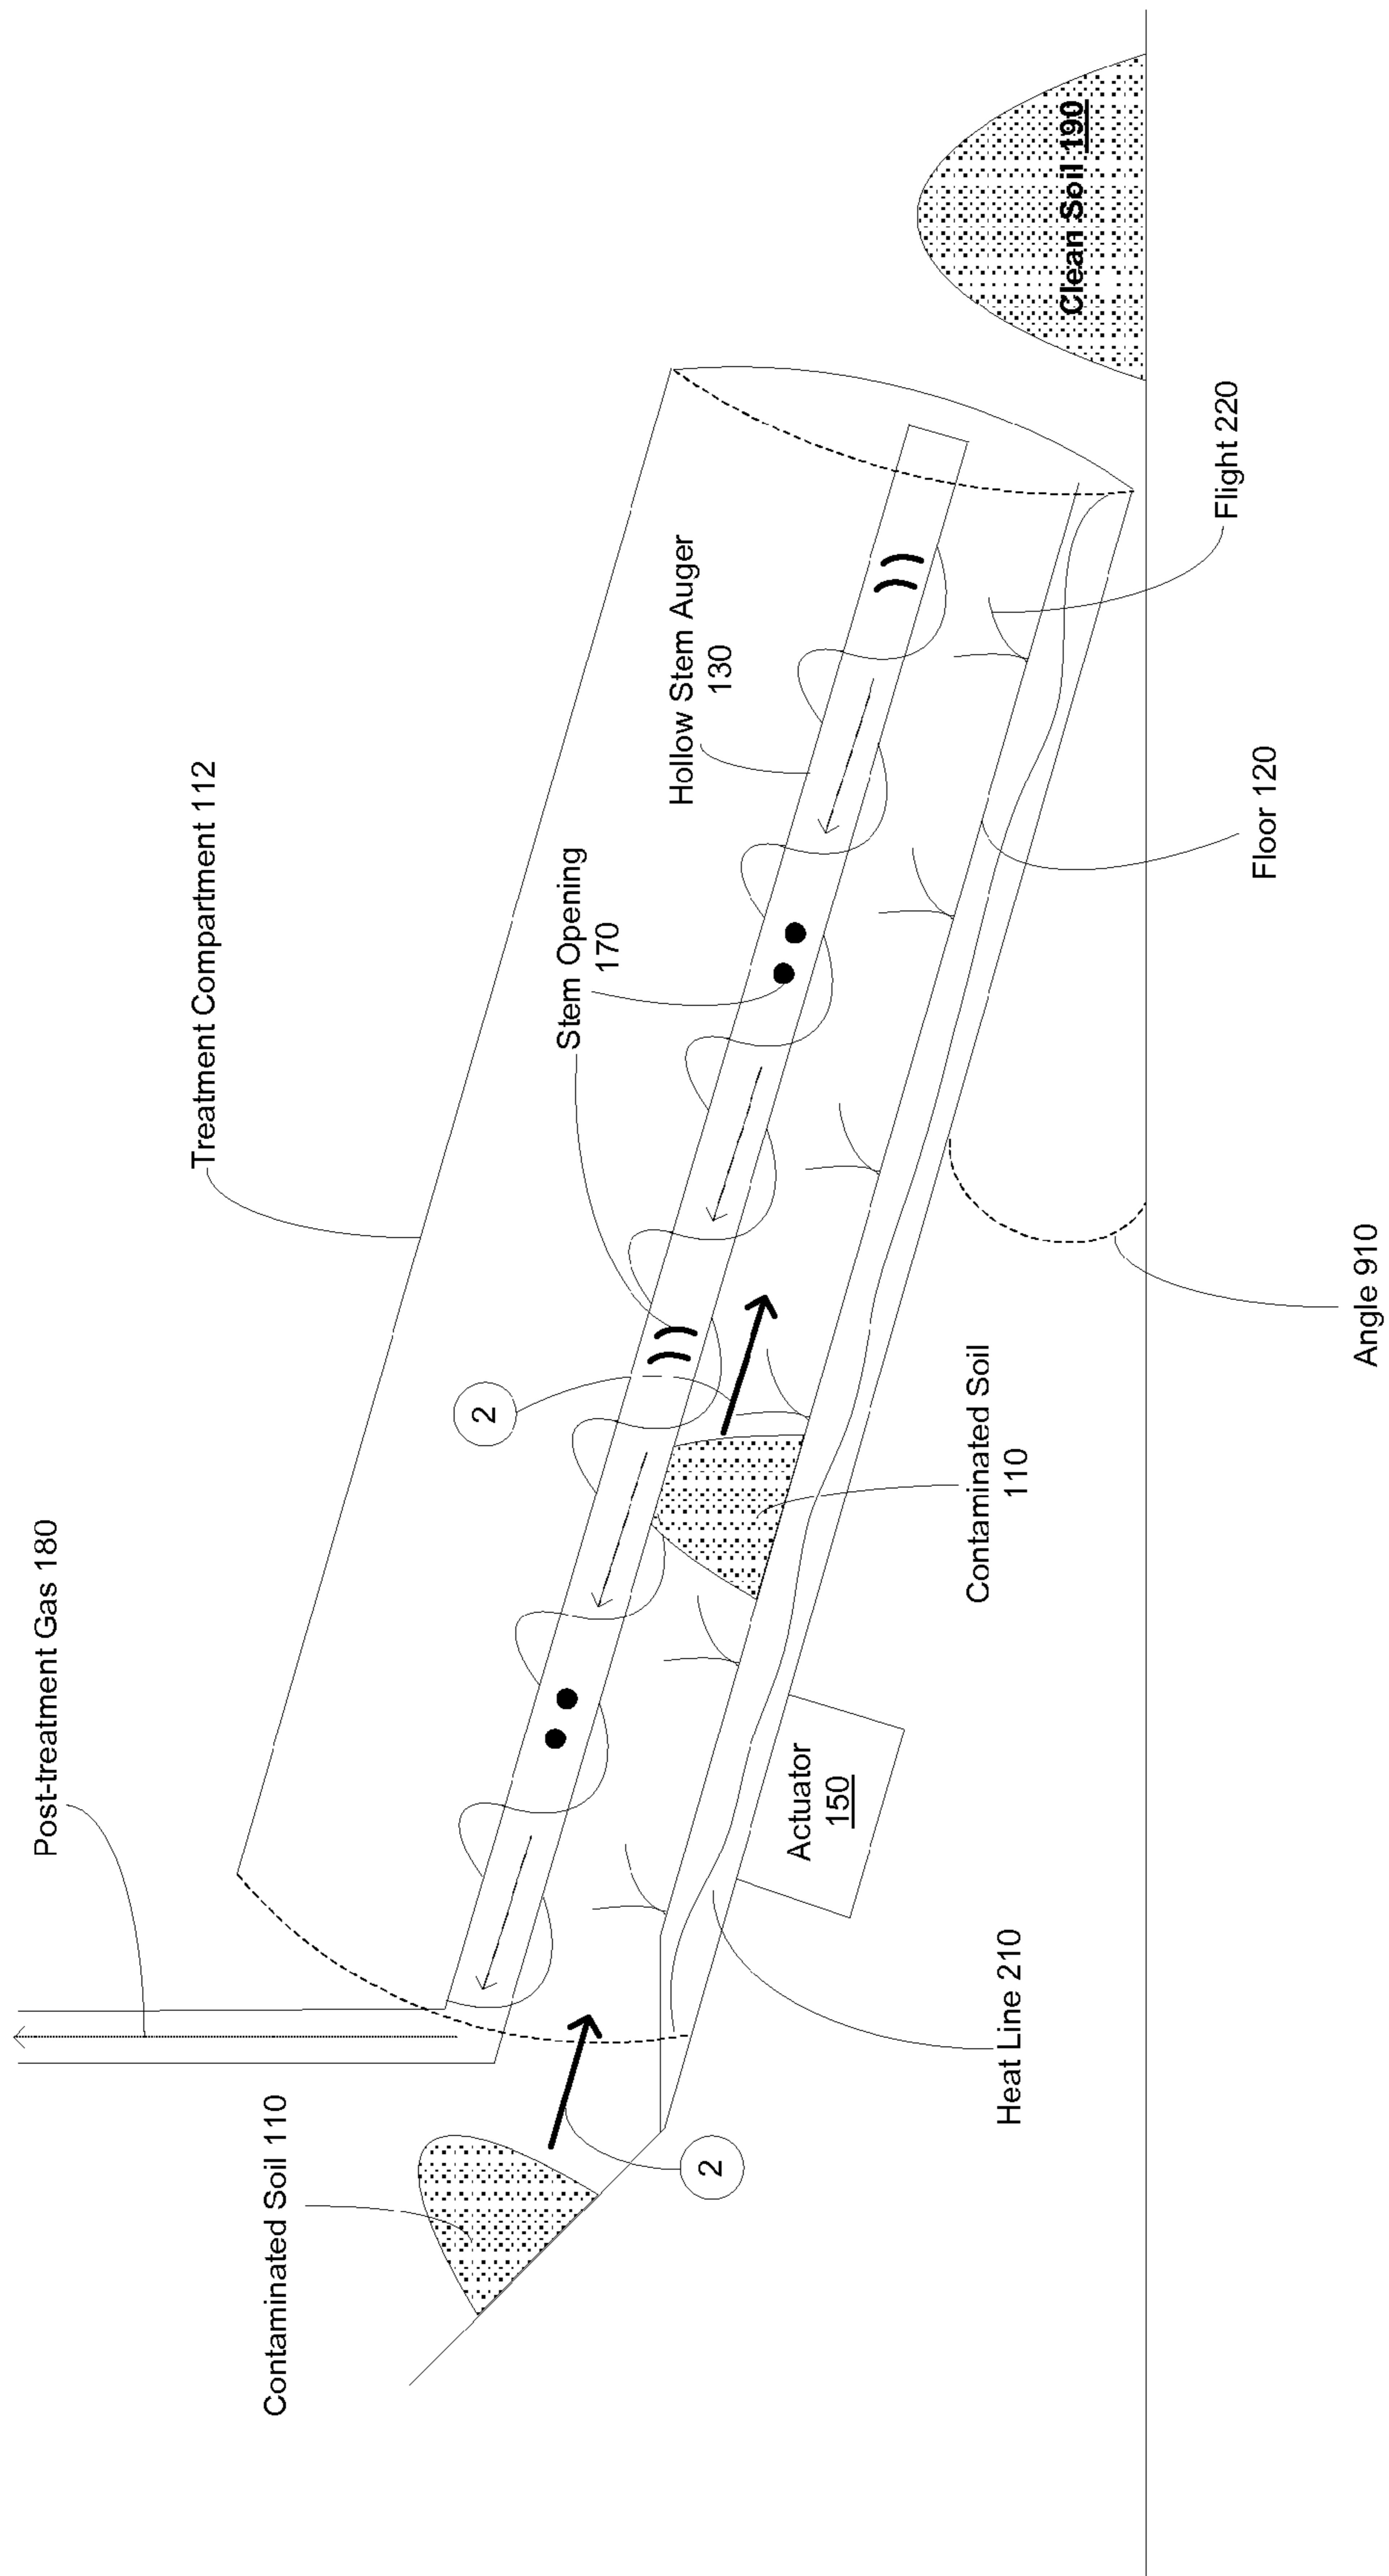 Post-treatment Gas 180
Treatment Compartment 112
Contaminated Soil 110
2
Stem Opening
170
Hollow Stem Auger
130
2
Actuator
150
Heat Line 210
Contaminated Soil
110
Clean Soil 190
Flight 220
Floor 120
Angle 910